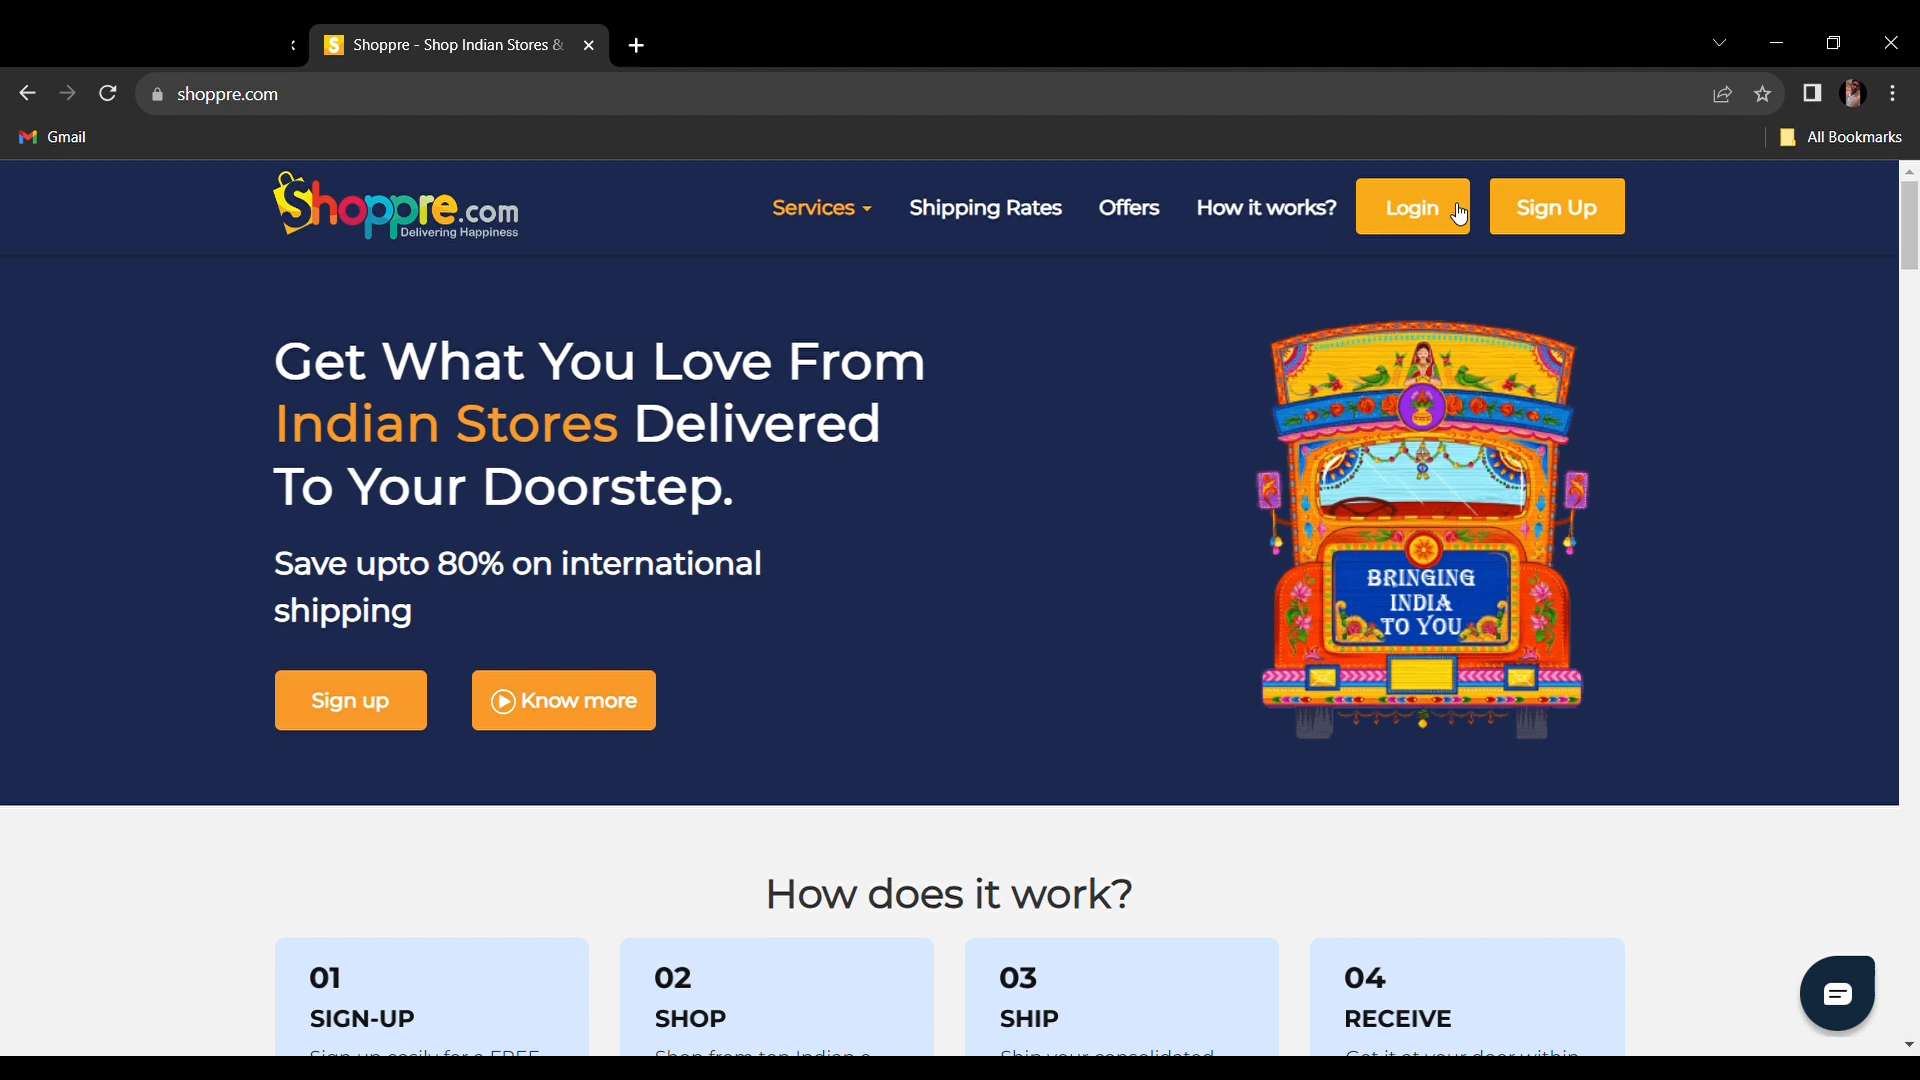 Shoppre - Shop Indian Stores &
shoppre.com
Gmail
All Bookmarks
Shoppre.com
Delivering Happiness
Services
Shipping Rates
Offers
How it works?
Login
Sign Up
Get What You Love From
Indian Stores Delivered
To Your Doorstep.
Save upto 80% on international
shipping
Sign up
Know more
BRINGING
INDIA
TO YOU
How does it work?
01
SIGN-UP
02
SHOP
03
SHIP
04
RECEIVE